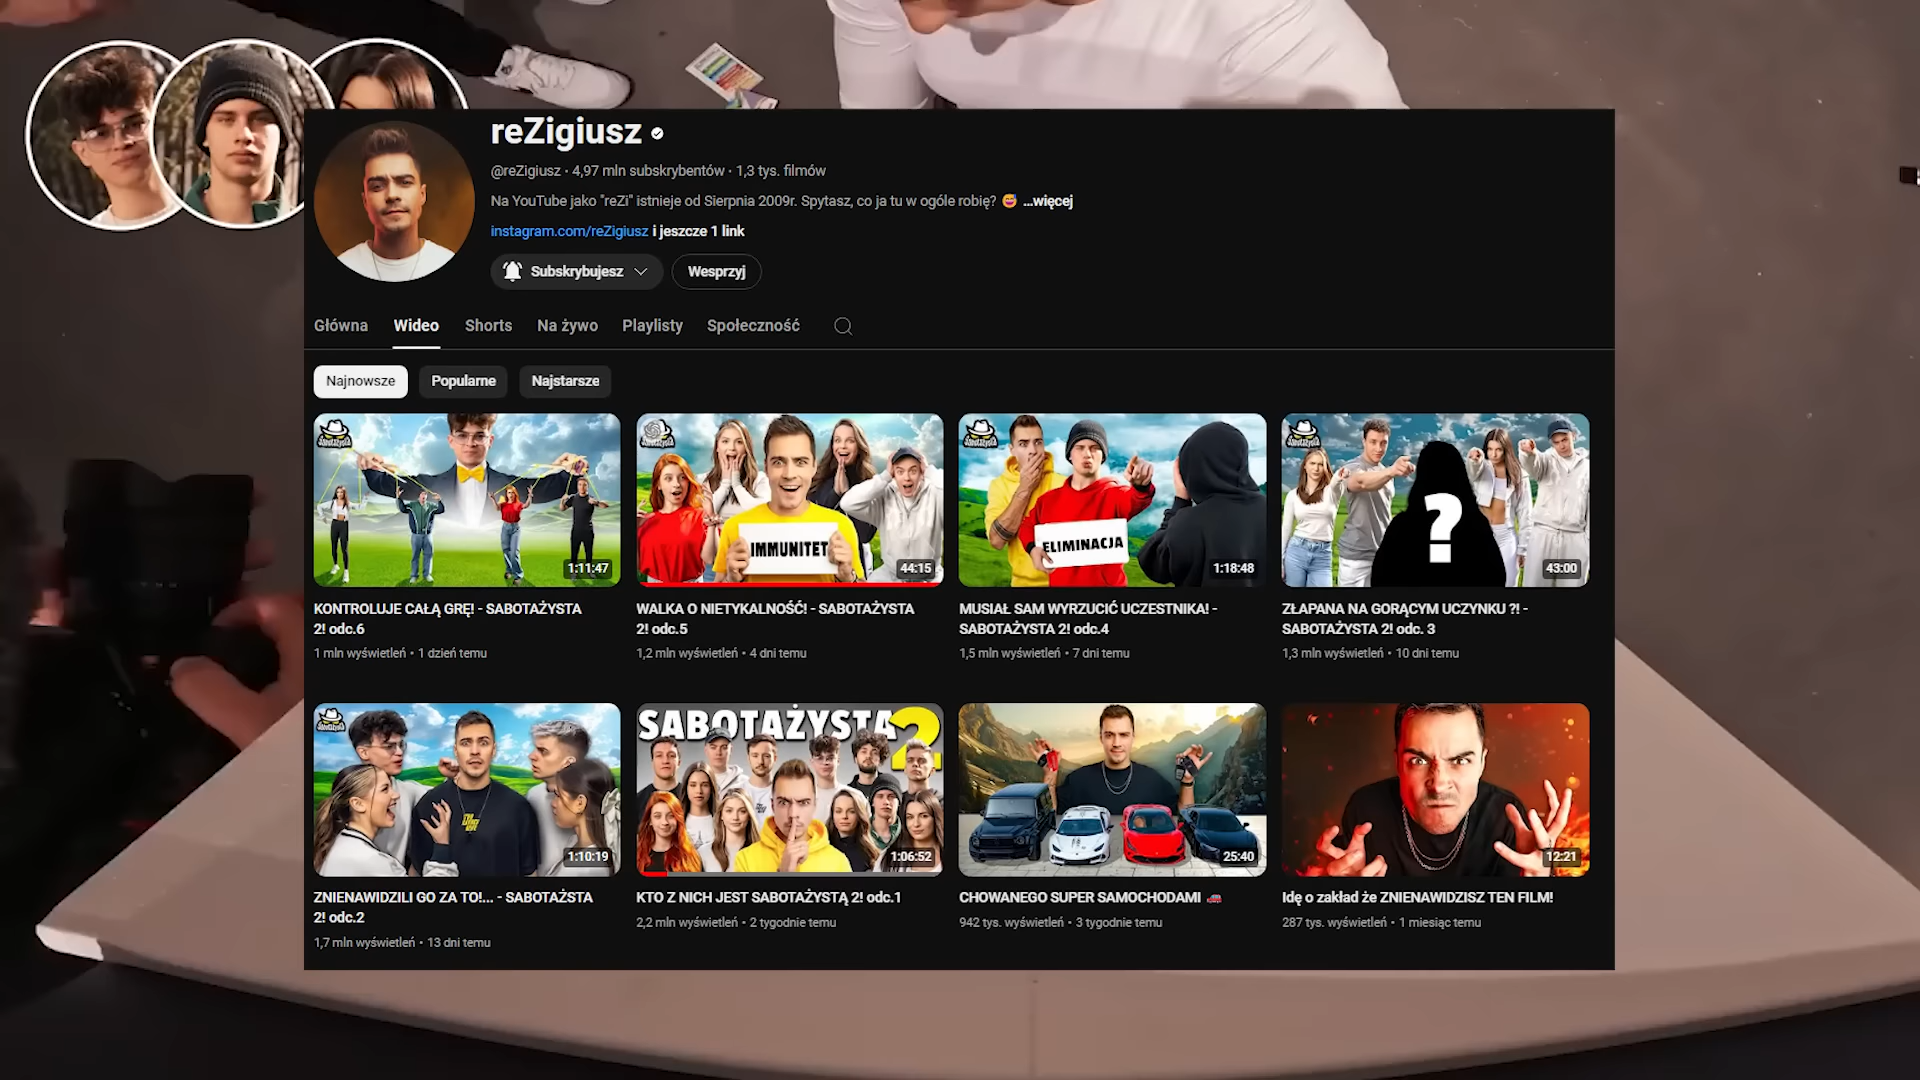 reZigiusz
@reZigiusz · 4,97 mln subskrybentów · 1,3 tys. filmów
Na YouTube jako "reZi" istnieje od Sierpnia 2009r. Spytasz, co ja tu w ogóle robię? 😅 ...więcej
instagram.com/reZigiusz i jeszcze 1 link
Subskrybujesz
Wesprzyj
Główna Wideo Shorts Na żywo Playlisty Społeczność
Najnowsze Popularne Najstarsze
Sabotażysta
1:11:47
Sabotażysta
IMMUNITET
44:15
Sabotażysta
ELIMINACJA
1:18:48
Sabotażysta
?
43:00
KONTROLUJE CAŁĄ GRĘ! - SABOTAŻYSTA
2! odc.6
1 mln wyświetleń • 1 dzień temu
WALKA O NIETYKALNOŚĆ! - SABOTAŻYSTA
2! odc.5
1,2 mln wyświetleń • 4 dni temu
MUSIAŁ SAM WYRZUCIĆ UCZESTNIKA! -
SABOTAŻYSTA 2! odc.4
1,5 mln wyświetleń • 7 dni temu
ZŁAPANA NA GORĄCYM UCZYNKU ?! -
SABOTAŻYSTA 2! odc. 3
1,3 mln wyświetleń • 10 dni temu
Sabotażysta
1:10:19
SABOTAŻYSTA 2
1:06:52
25:40
12:21
ZNIENAWIDZILI GO ZA TO!... - SABOTAŻSTA
2! odc.2
1,7 mln wyświetleń • 13 dni temu
KTO Z NICH JEST SABOTAŻYSTĄ 2! odc.1
2,2 mln wyświetleń • 2 tygodnie temu
CHOWANEGO SUPER SAMOCHODAMI 🚗
942 tys. wyświetleń • 3 tygodnie temu
Idę o zakład że ZNIENAWIDZISZ TEN FILM!
287 tys. wyświetleń • 1 miesiąc temu